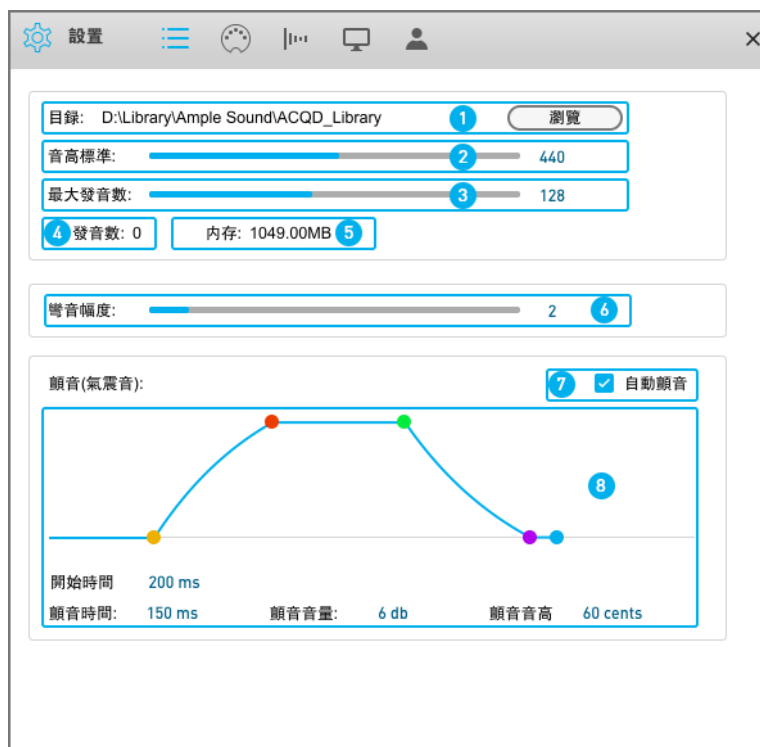 設置
目録: D:\Library\Ample Sound\ACQD_Library 1 瀏覽
音高標準: 2 440
最大發音數: 3 128
4 發音數: 0 内存: 1049.00MB 5
彎音幅度: 2 6
顫音(氣震音): 7 自動顫音
8
開始時間 200 ms
顫音時間: 150 ms 顫音音量: 6 db 顫音音高 60 cents